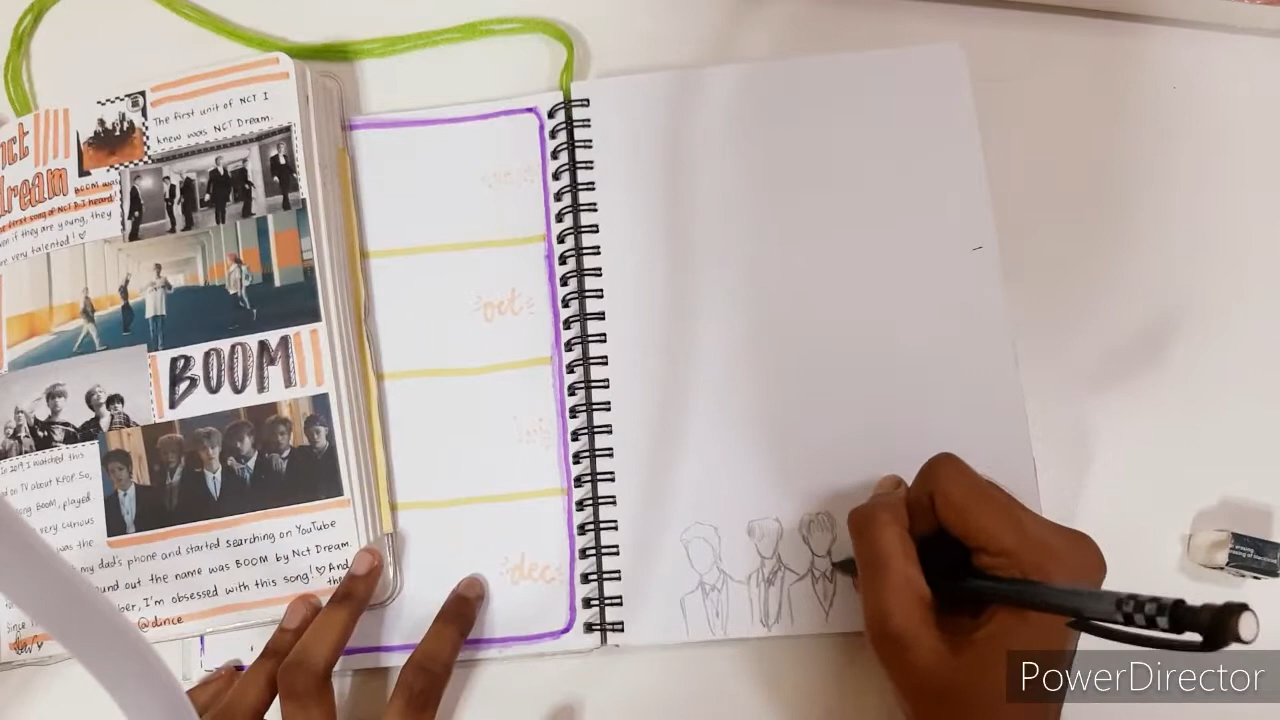 nct
dream
The first unit of NCT I
knew was NCT Dream.
BOOM was
first song of NCT D. I heard!
if they are young, they
very talented! ♡
BOOM
In 2019 I watched this
on TV about KPOP. So,
song BOOM, played
very curious
was the
my dad's phone and started searching on YouTube
out the name was BOOM by Nct Dream.
I'm obsessed with this song! ♡ And
the
@dince
since
oct
dec
PowerDirector